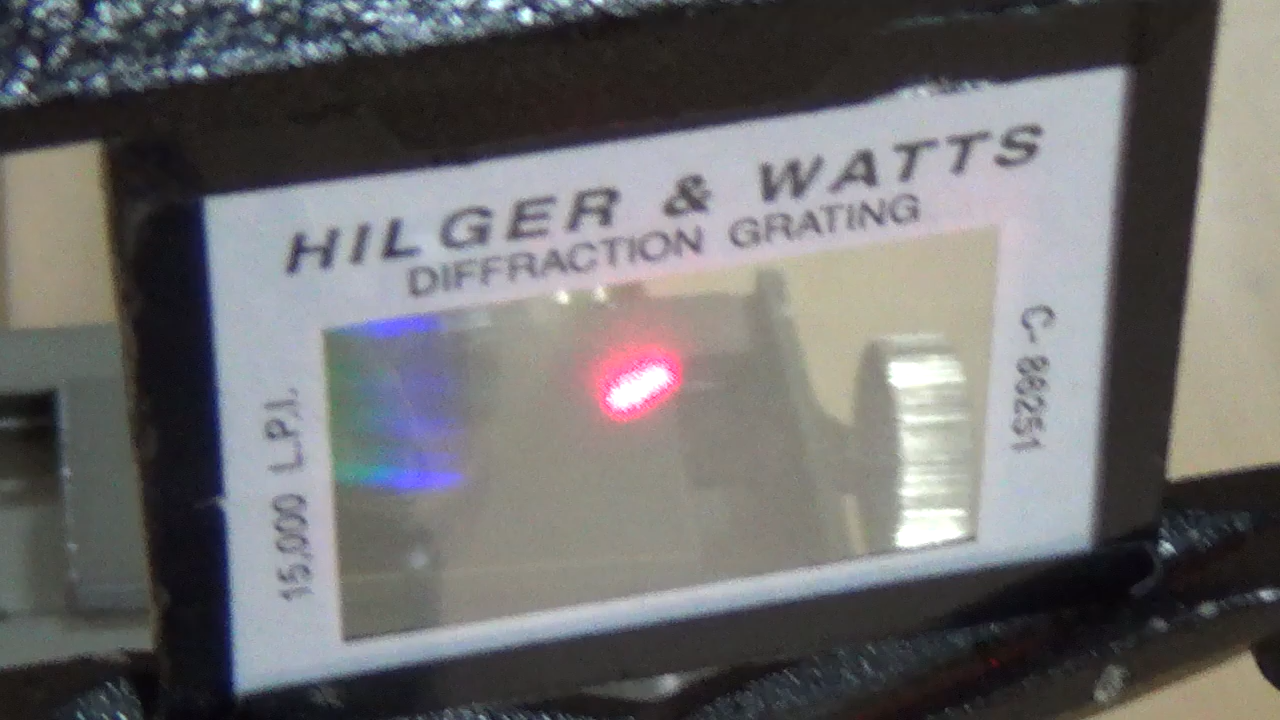 HILGER & WATTS
DIFFRACTION GRATING
15,000 L.P.I.
C-88251